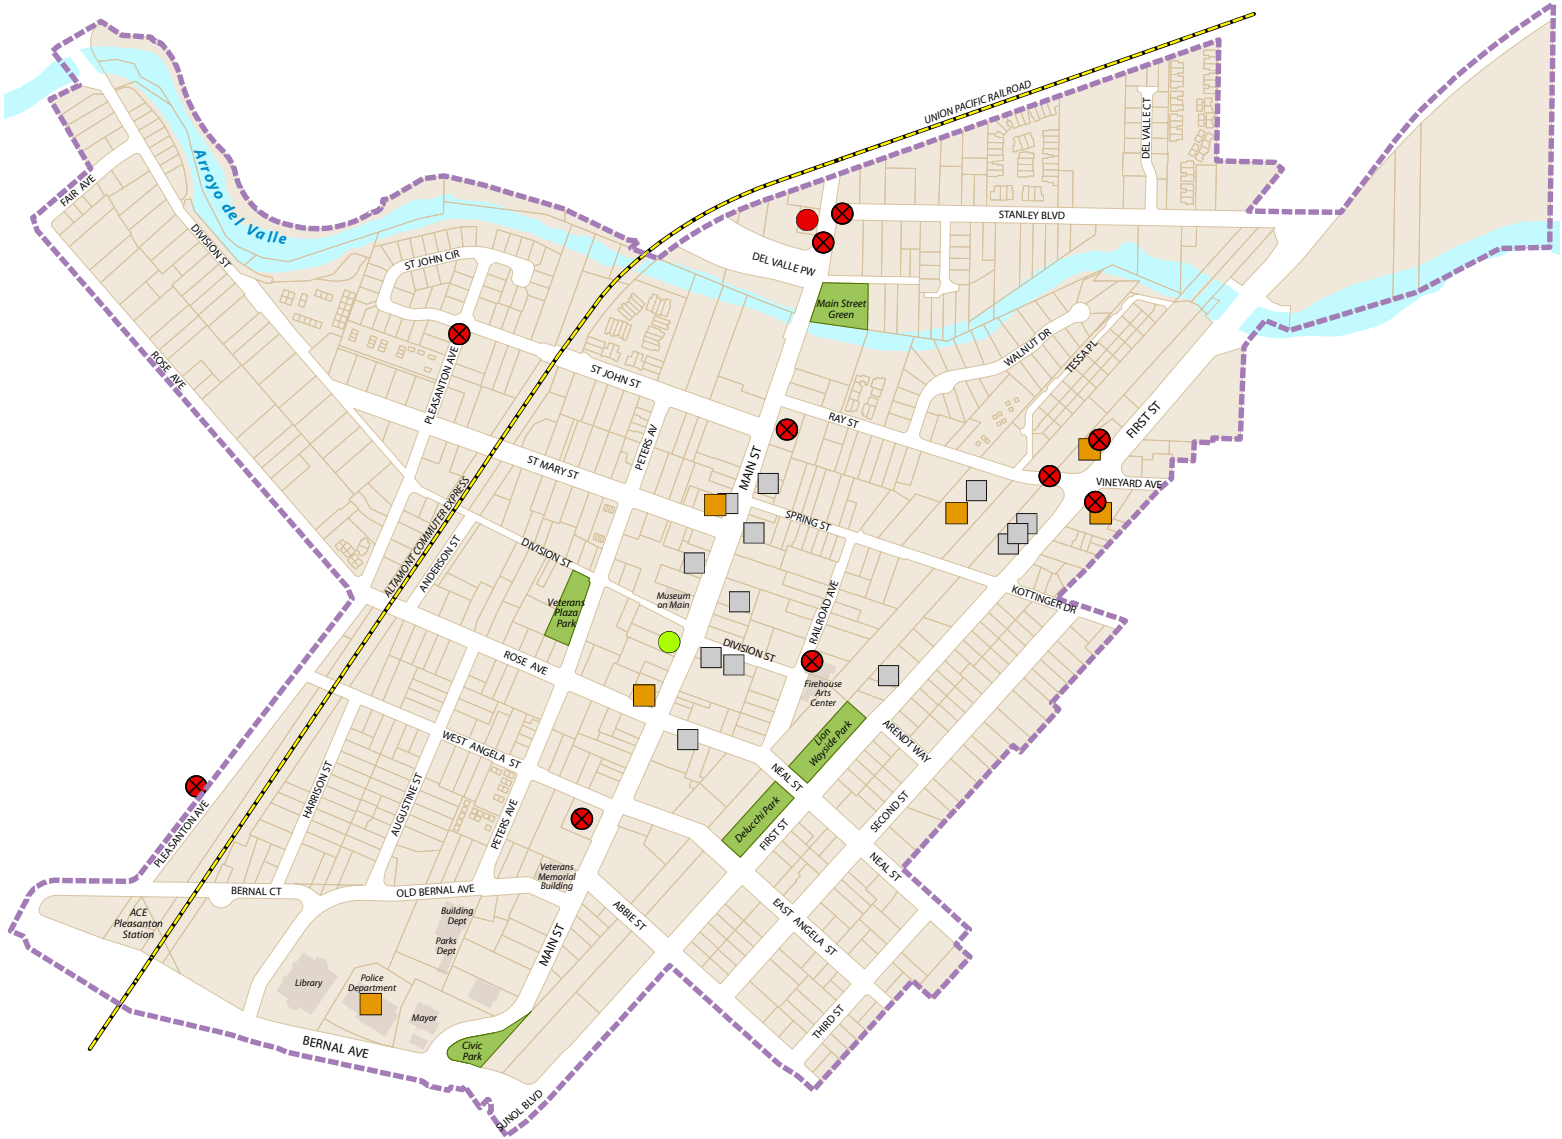 UNION PACIFIC RAILROAD
DEL VALLE CT
Arroyo del Valle
FAIR AVE
STANLEY BLVD
DIVISION ST
ST JOHN CIR
DEL VALLE PW
Main Street
Green
WALNUT DR
TESSA PL
ROSE AVE
PLEASANTON AVE
ST JOHN ST
RAY ST
FIRST ST
PETERS AV
MAIN ST
ST MARY ST
VINEYARD AVE
SPRING ST
ALTAMONT COMMUTER EXPRESS
ANDERSON ST
DIVISION ST
Veterans
Plaza
Park
Museum
on Main
RAILROAD AVE
KOTTINGER DR
DIVISION ST
ROSE AVE
Firehouse
Arts
Center
Lion
Wayside Park
ARENDT WAY
WEST ANGELA ST
NEAL ST
HARRISON ST
AUGUSTINE ST
PETERS AVE
Delucchi Park
FIRST ST
SECOND ST
PLEASANTON AVE
NEAL ST
Veterans
Memorial
Building
BERNAL CT
OLD BERNAL AVE
ABBIE ST
EAST ANGELA ST
ACE
Pleasanton
Station
Building
Dept
Parks
Dept
MAIN ST
Library
Police
Department
Mayor
THIRD ST
BERNAL AVE
Civic
Park
SUNOL BLVD